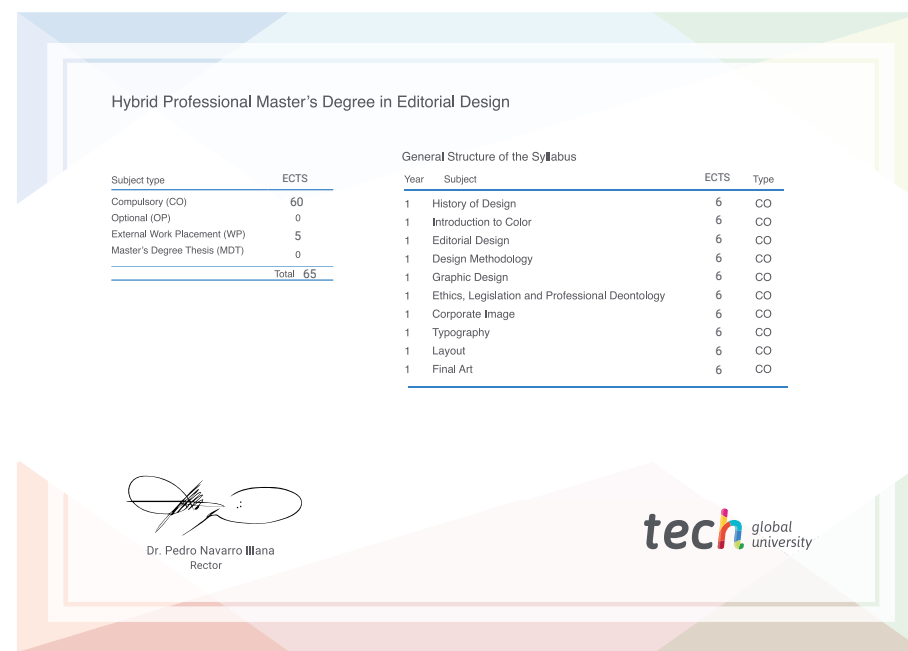 Hybrid Professional Master's Degree in Editorial Design
Subject type ECTS
Compulsory (CO) 60
Optional (OP) 0
External Work Placement (WP) 5
Master's Degree Thesis (MDT) 0
Total 65
General Structure of the Syllabus
Year Subject ECTS Type
1 History of Design 6 CO
1 Introduction to Color 6 CO
1 Editorial Design 6 CO
1 Design Methodology 6 CO
1 Graphic Design 6 CO
1 Ethics, Legislation and Professional Deontology 6 CO
1 Corporate Image 6 CO
1 Typography 6 CO
1 Layout 6 CO
1 Final Art 6 CO
Dr. Pedro Navarro Illana
Rector
tech global
university